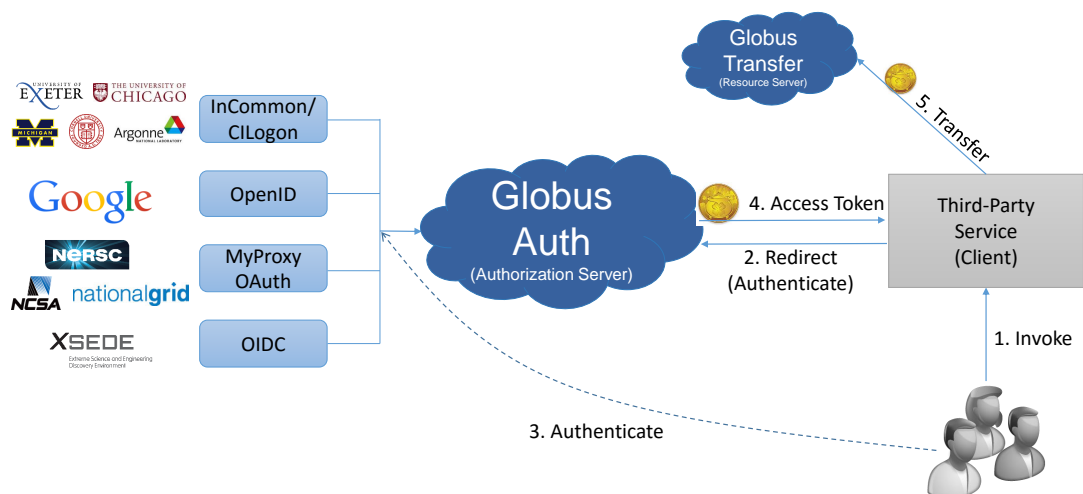 UNIVERSITY OF
EXETER
THE UNIVERSITY OF
CHICAGO
MICHIGAN
Argonne
NATIONAL LABORATORY
InCommon/
CILogon
Google
OpenID
NERSC
NCSA
nationalgrid
MyProxy
OAuth
XSEDE
Extreme Science and Engineering
Discovery Environment
OIDC
Globus
Auth
(Authorization Server)
Globus
Transfer
(Resource Server)
5. Transfer
4. Access Token
2. Redirect
(Authenticate)
Third-Party
Service
(Client)
1. Invoke
3. Authenticate